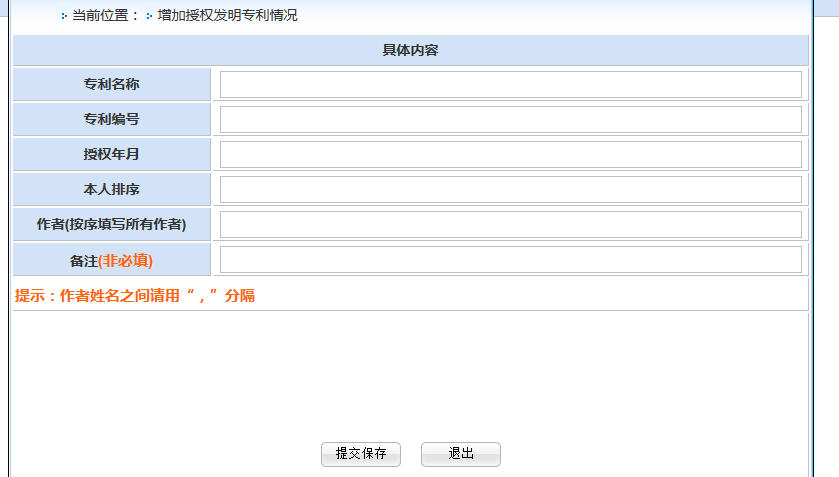 当前位置： 增加授权发明专利情况
具体内容
专利名称
专利编号
授权年月
本人排序
作者(按序填写所有作者)
备注(非必填)
提示：作者姓名之间请用“，”分隔
提交保存 退出